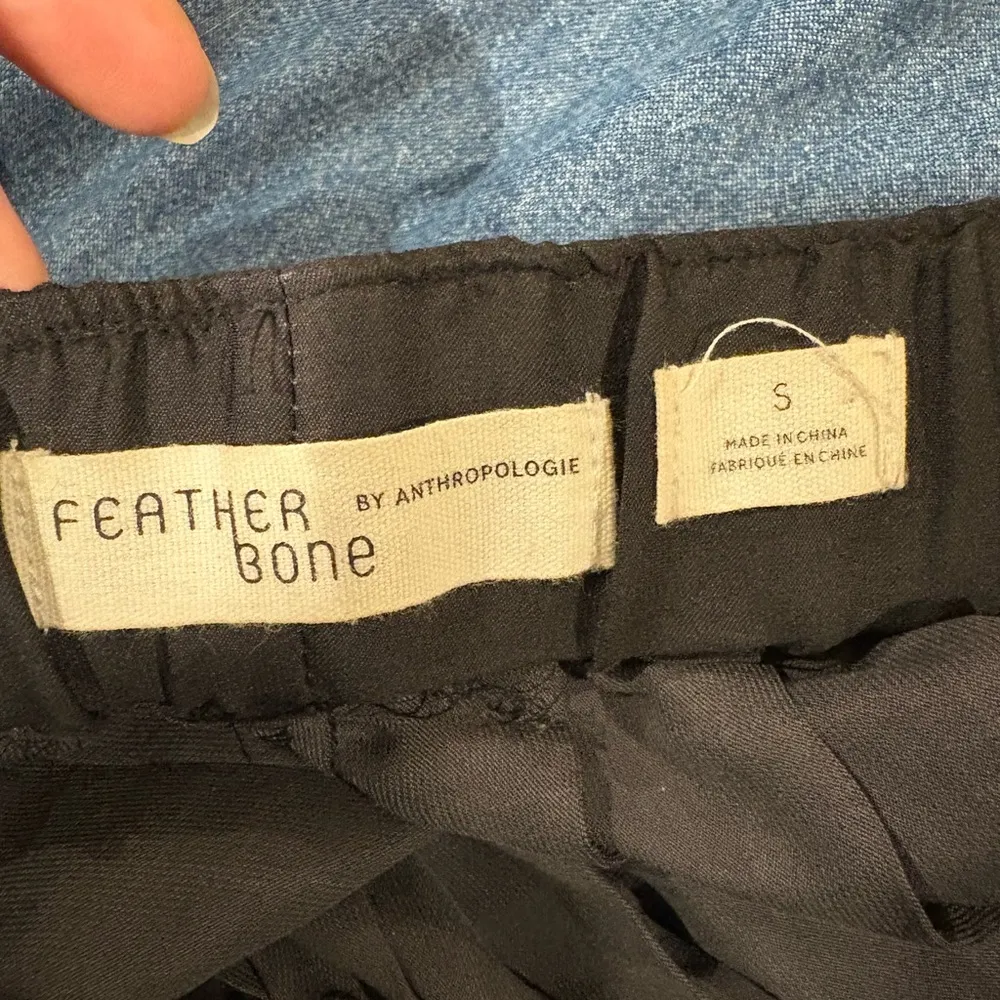 FEATHER BY ANTHROPOLOGIE
Bone
S
MADE IN CHINA
FABRIQUÉ EN CHINE